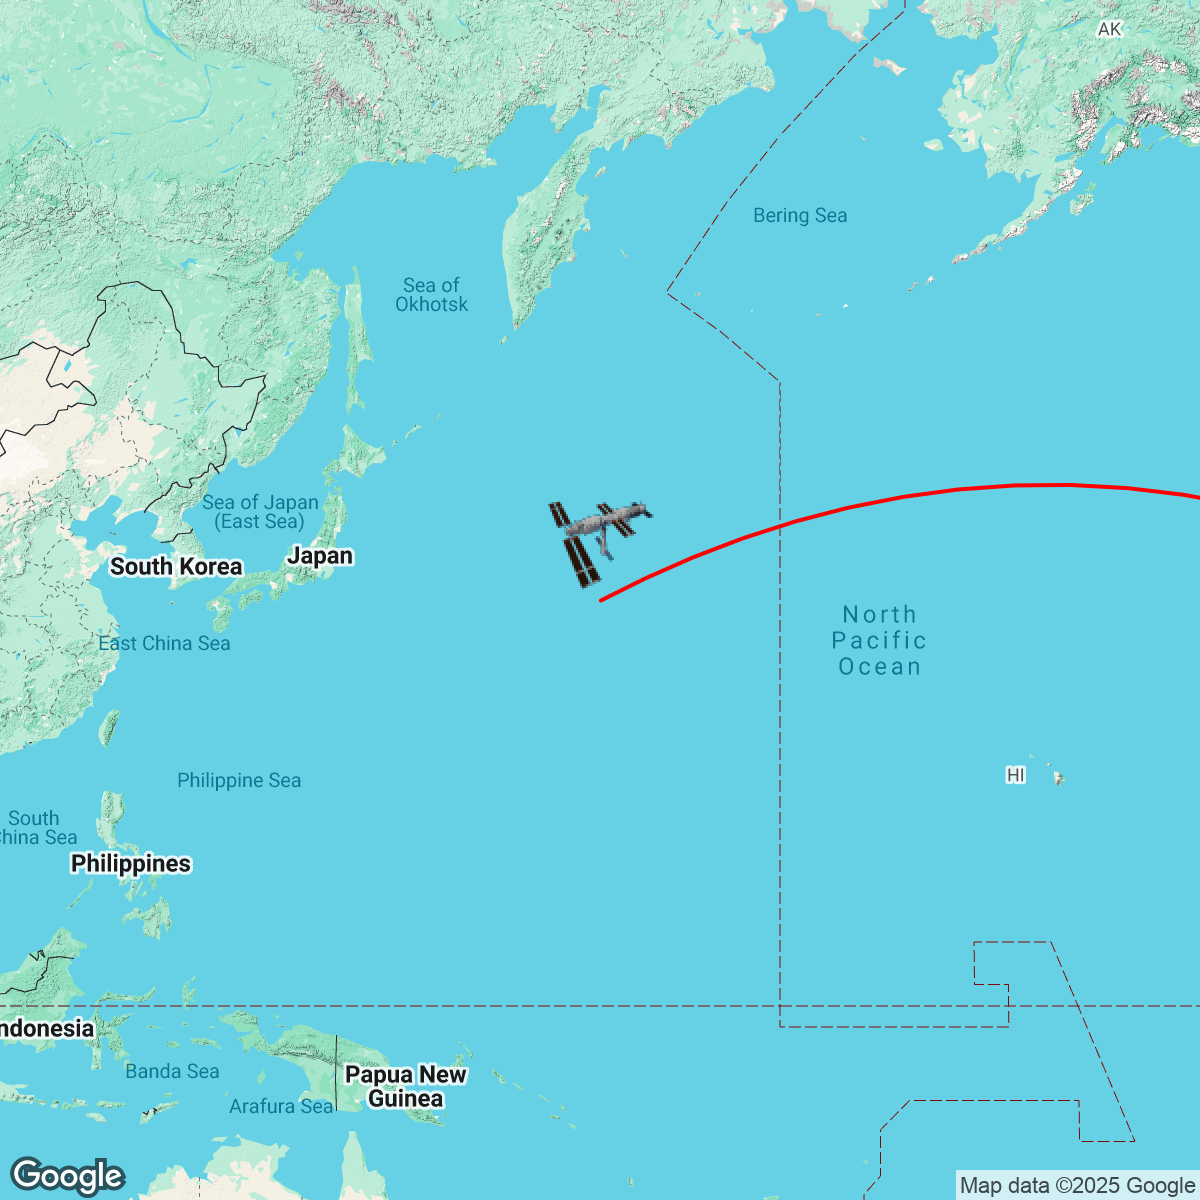 AK
Bering Sea
Sea of
Okhotsk
Sea of Japan
(East Sea)
Japan
South Korea
North
Pacific
Ocean
East China Sea
HI
Philippine Sea
South
hina Sea
Philippines
ndonesia
Banda Sea
Papua New
Guinea
Arafura Sea
Google
Map data ©2025 Google